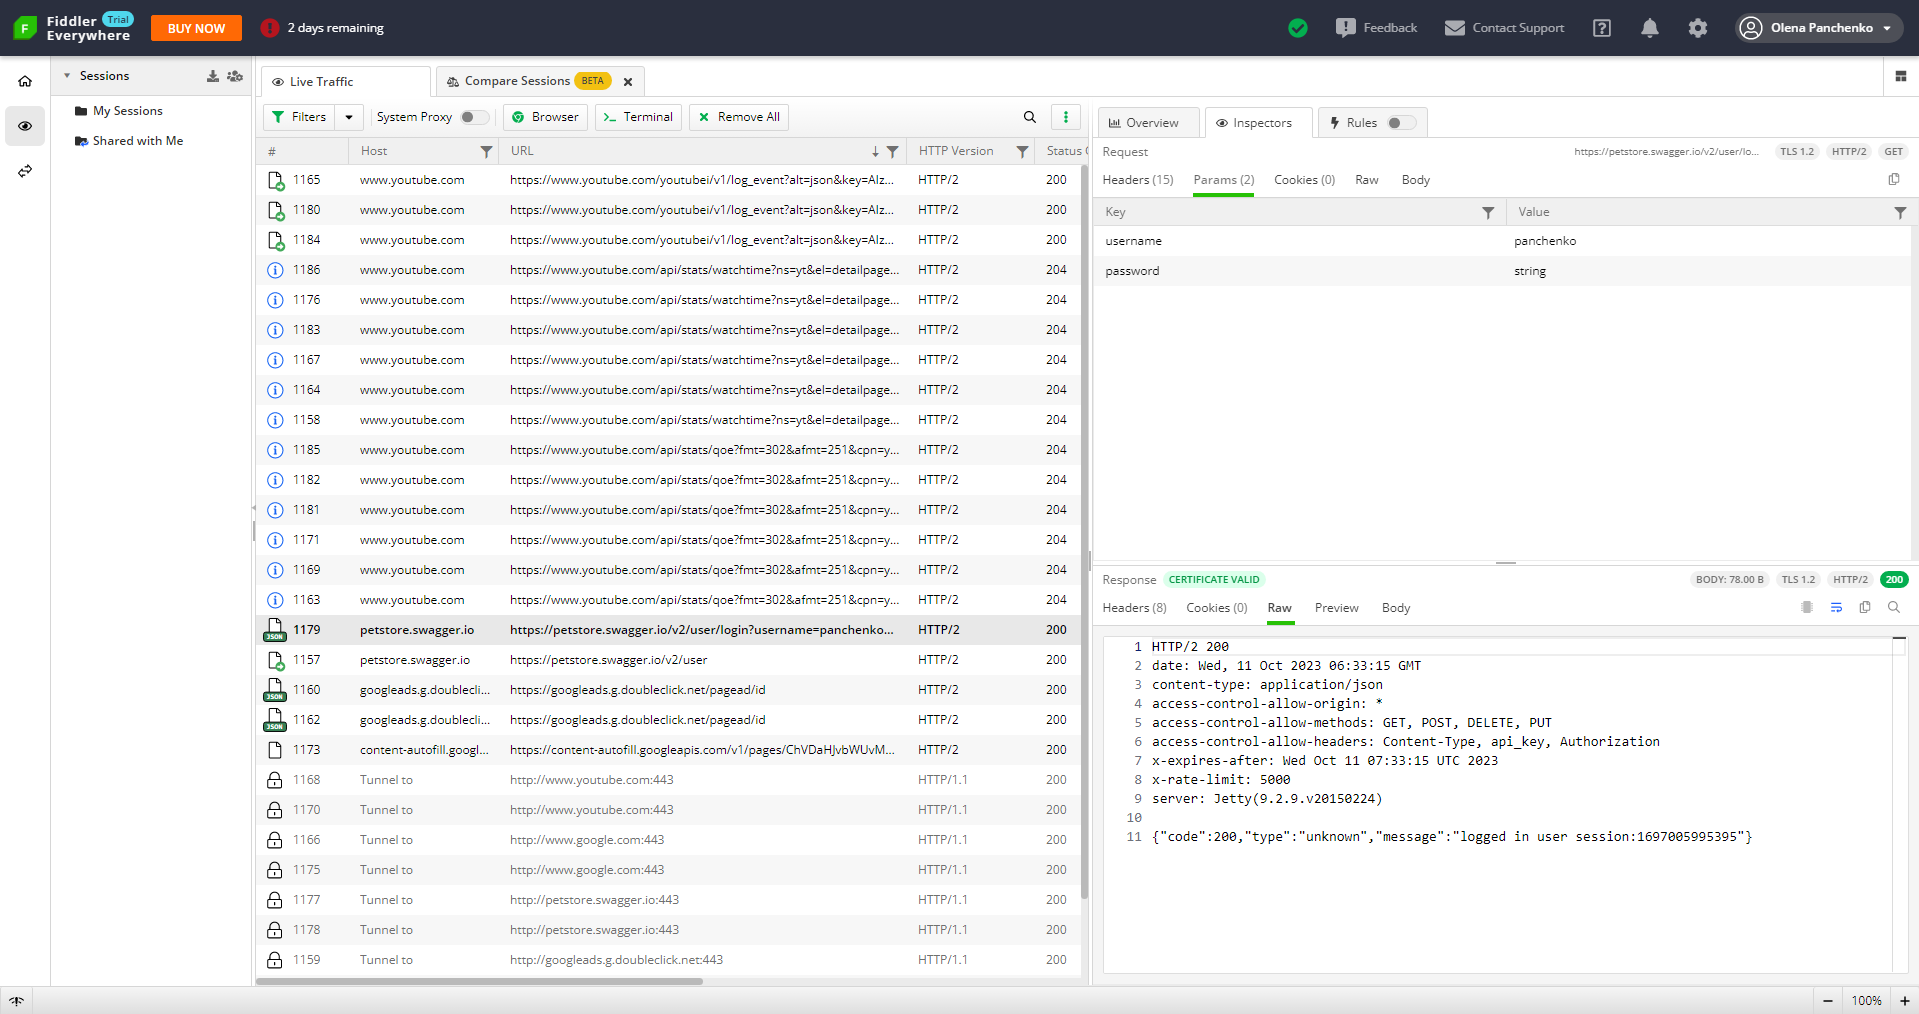 Fiddler Trial
Everywhere
BUY NOW
2 days remaining
Feedback
Contact Support
Olena Panchenko
Sessions
My Sessions
Shared with Me
Live Traffic
Compare Sessions BETA
Filters
System Proxy
Browser
Terminal
Remove All
# Host URL HTTP Version Status C
1165 www.youtube.com https://www.youtube.com/youtubei/v1/log_event?alt=json&key=AIz... HTTP/2 200
1180 www.youtube.com https://www.youtube.com/youtubei/v1/log_event?alt=json&key=AIz... HTTP/2 200
1184 www.youtube.com https://www.youtube.com/youtubei/v1/log_event?alt=json&key=AIz... HTTP/2 200
1186 www.youtube.com https://www.youtube.com/api/stats/watchtime?ns=yt&el=detailpage... HTTP/2 204
1176 www.youtube.com https://www.youtube.com/api/stats/watchtime?ns=yt&el=detailpage... HTTP/2 204
1183 www.youtube.com https://www.youtube.com/api/stats/watchtime?ns=yt&el=detailpage... HTTP/2 204
1167 www.youtube.com https://www.youtube.com/api/stats/watchtime?ns=yt&el=detailpage... HTTP/2 204
1164 www.youtube.com https://www.youtube.com/api/stats/watchtime?ns=yt&el=detailpage... HTTP/2 204
1158 www.youtube.com https://www.youtube.com/api/stats/watchtime?ns=yt&el=detailpage... HTTP/2 204
1185 www.youtube.com https://www.youtube.com/api/stats/qoe?fmt=302&afmt=251&cpn=y... HTTP/2 204
1182 www.youtube.com https://www.youtube.com/api/stats/qoe?fmt=302&afmt=251&cpn=y... HTTP/2 204
1181 www.youtube.com https://www.youtube.com/api/stats/qoe?fmt=302&afmt=251&cpn=y... HTTP/2 204
1171 www.youtube.com https://www.youtube.com/api/stats/qoe?fmt=302&afmt=251&cpn=y... HTTP/2 204
1169 www.youtube.com https://www.youtube.com/api/stats/qoe?fmt=302&afmt=251&cpn=y... HTTP/2 204
1163 www.youtube.com https://www.youtube.com/api/stats/qoe?fmt=302&afmt=251&cpn=y... HTTP/2 204
JSON 1179 petstore.swagger.io https://petstore.swagger.io/v2/user/login?username=panchenko... HTTP/2 200
1157 petstore.swagger.io https://petstore.swagger.io/v2/user HTTP/2 200
JSON 1160 googleads.g.doublecli... https://googleads.g.doubleclick.net/pagead/id HTTP/2 200
JSON 1162 googleads.g.doublecli... https://googleads.g.doubleclick.net/pagead/id HTTP/2 200
1173 content-autofill.googl... https://content-autofill.googleapis.com/v1/pages/ChVDaHJvbWUvM... HTTP/2 200
1168 Tunnel to http://www.youtube.com:443 HTTP/1.1 200
1170 Tunnel to http://www.youtube.com:443 HTTP/1.1 200
1166 Tunnel to http://www.google.com:443 HTTP/1.1 200
1175 Tunnel to http://www.google.com:443 HTTP/1.1 200
1177 Tunnel to http://petstore.swagger.io:443 HTTP/1.1 200
1178 Tunnel to http://petstore.swagger.io:443 HTTP/1.1 200
1159 Tunnel to http://googleads.g.doubleclick.net:443 HTTP/1.1 200
Overview
Inspectors
Rules
Request https://petstore.swagger.io/v2/user/lo... TLS 1.2 HTTP/2 GET
Headers (15) Params (2) Cookies (0) Raw Body
Key Value
username panchenko
password string
Response CERTIFICATE VALID BODY: 78.00 B TLS 1.2 HTTP/2 200
Headers (8) Cookies (0) Raw Preview Body
1 HTTP/2 200
2 date: Wed, 11 Oct 2023 06:33:15 GMT
3 content-type: application/json
4 access-control-allow-origin: *
5 access-control-allow-methods: GET, POST, DELETE, PUT
6 access-control-allow-headers: Content-Type, api_key, Authorization
7 x-expires-after: Wed Oct 11 07:33:15 UTC 2023
8 x-rate-limit: 5000
9 server: Jetty(9.2.9.v20150224)
10
11 {"code":200,"type":"unknown","message":"logged in user session:1697005995395"}
100%